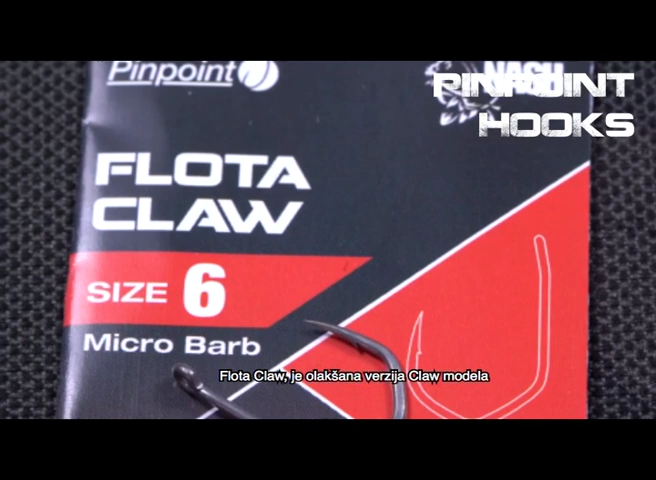 Pinpoint
NASH
PINPOINT
HOOKS
FLOTA
CLAW
SIZE 6
Micro Barb
Flota Claw, je olakšana verzija Claw modela